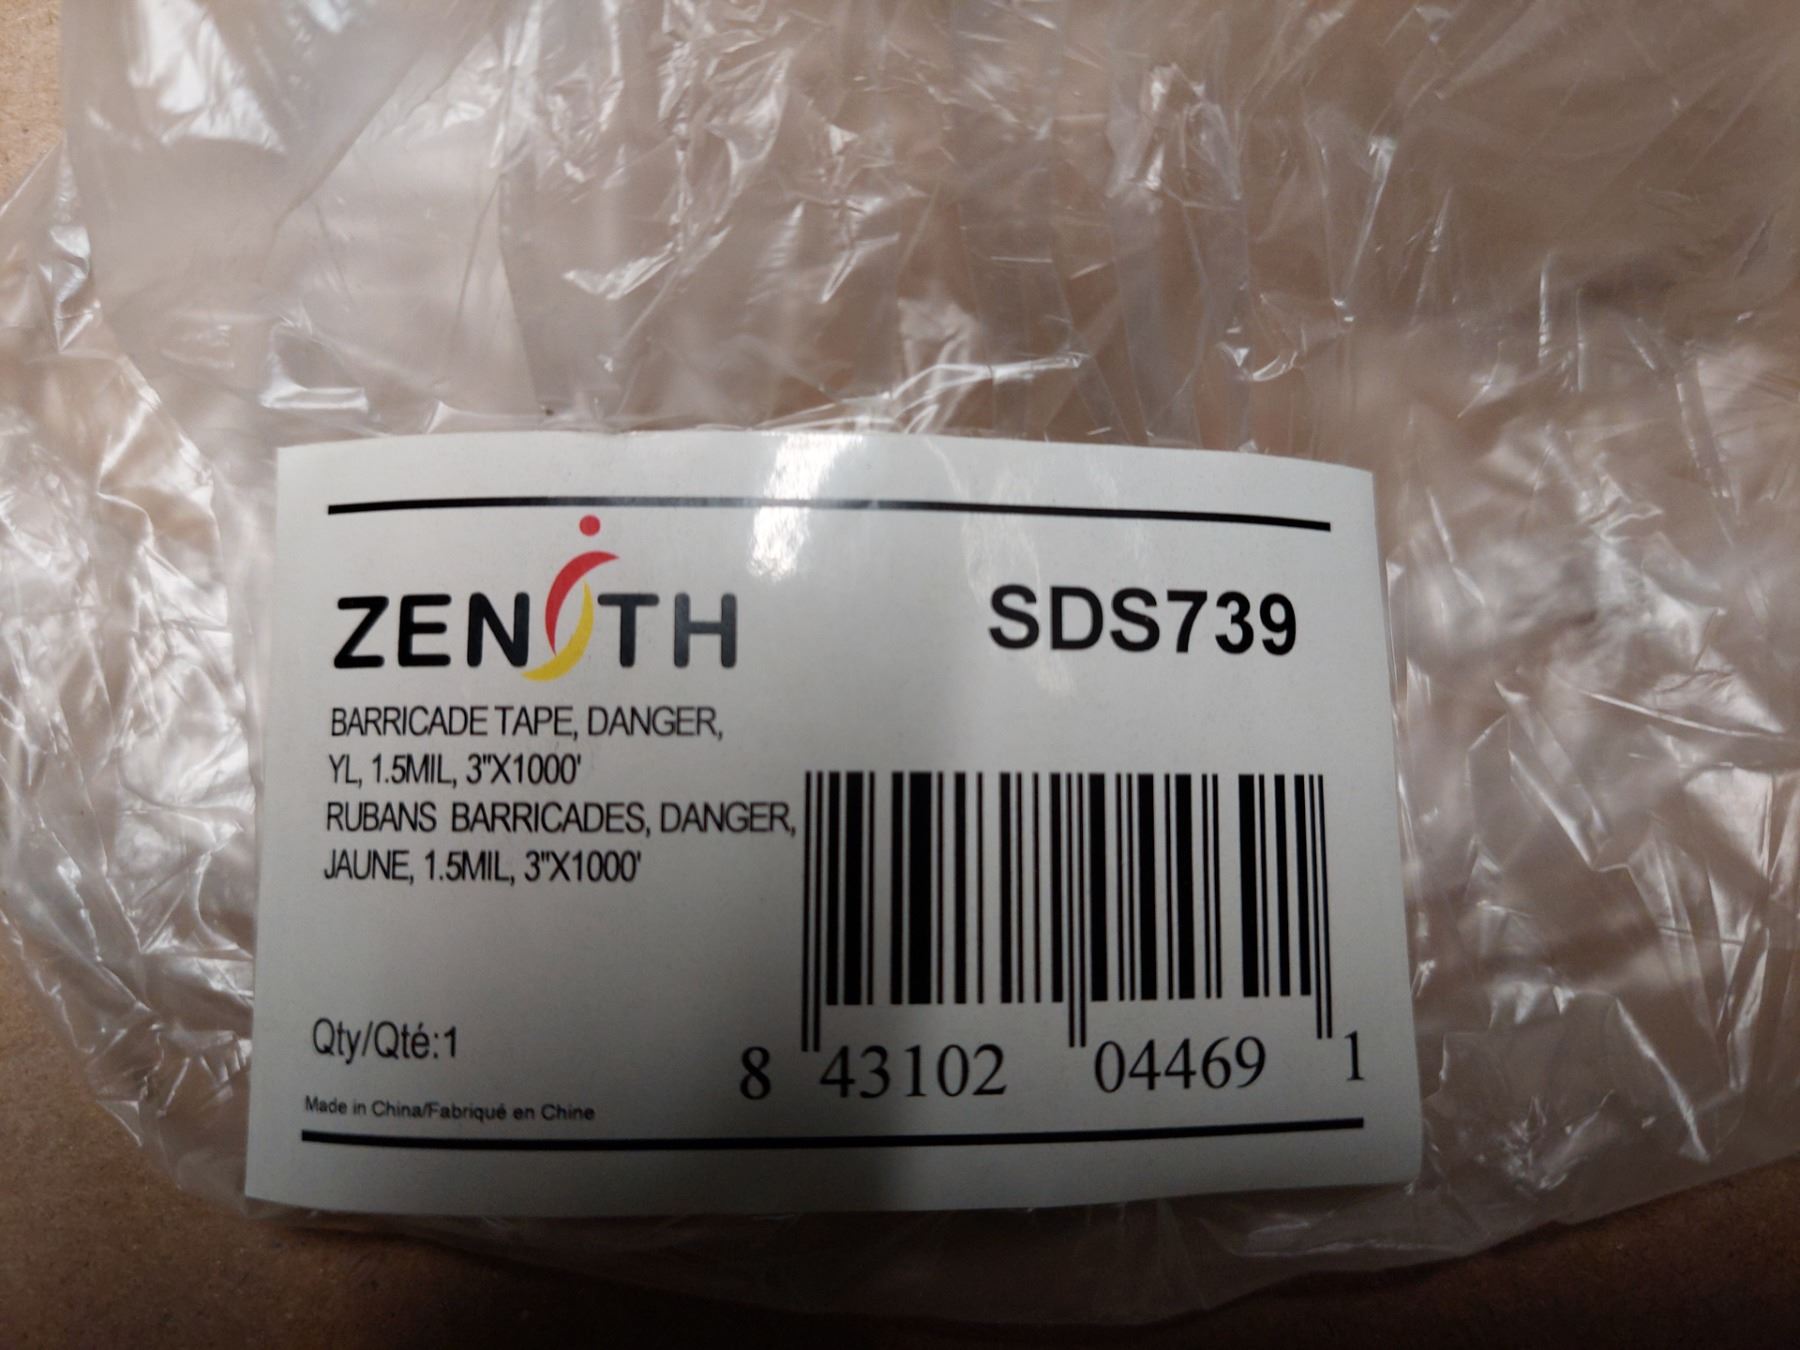 ZENITH
SDS739
BARRICADE TAPE, DANGER,
YL, 1.5MIL, 3"X1000'
RUBANS BARRICADES, DANGER,
JAUNE, 1.5MIL, 3"X1000'
Qty/Qté:1
8 43102 04469 1
Made in China/Fabriqué en Chine